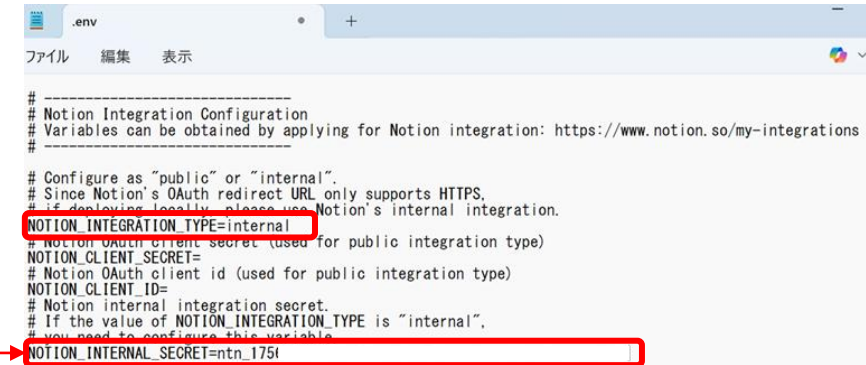 .env
ファイル 編集 表示
# ------------------------------
# Notion Integration Configuration
# Variables can be obtained by applying for Notion integration: https://www.notion.so/my-integrations
# ------------------------------
# Configure as "public" or "internal".
# Since Notion's OAuth redirect URL only supports HTTPS,
# if deploying locally, please use Notion's internal integration.
NOTION_INTEGRATION_TYPE=internal
# Notion OAuth client secret (used for public integration type)
NOTION_CLIENT_SECRET=
# Notion OAuth client id (used for public integration type)
NOTION_CLIENT_ID=
# Notion internal integration secret.
# If the value of NOTION_INTEGRATION_TYPE is "internal",
# you need to configure this variable.
NOTION_INTERNAL_SECRET=ntn_175